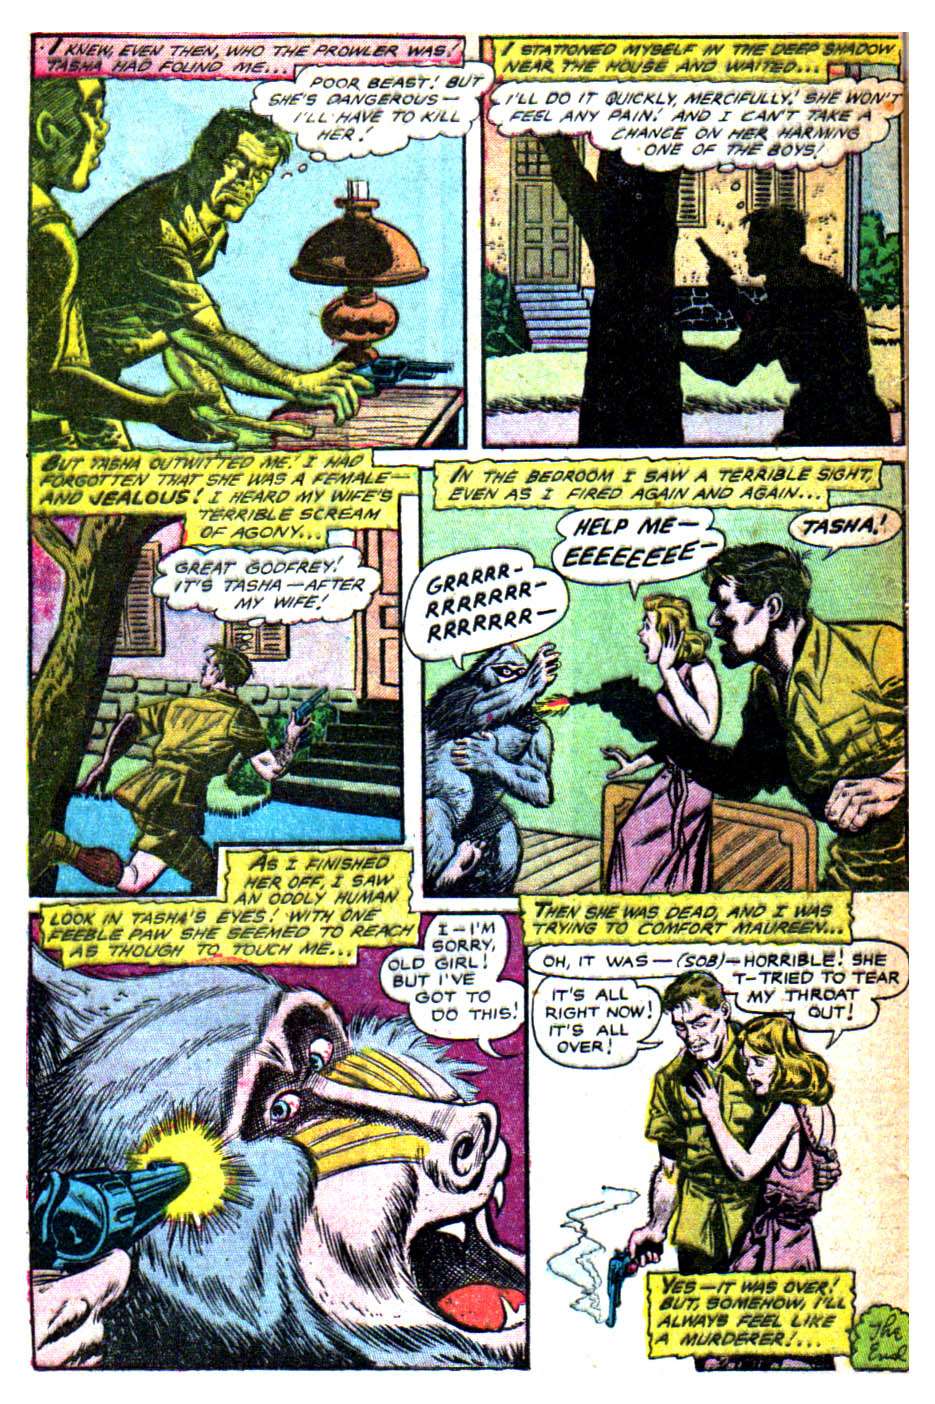 I KNEW, EVEN THEN, WHO THE PROWLER WAS!
TASHA HAD FOUND ME...
POOR BEAST! BUT
SHE'S DANGEROUS—
I'LL HAVE TO KILL
HER!
I STATIONED MYSELF IN THE DEEP SHADOW
NEAR THE HOUSE AND WAITED...
I'LL DO IT QUICKLY, MERCIFULLY! SHE WON'T
FEEL ANY PAIN! AND I CAN'T TAKE A
CHANCE ON HER HARMING
ONE OF THE BOYS!
BUT TASHA OUTWITTED ME! I HAD
FORGOTTEN THAT SHE WAS A FEMALE—
AND JEALOUS! I HEARD MY WIFE'S
TERRIBLE SCREAM
OF AGONY...
GREAT GODFREY!
IT'S TASHA—AFTER
MY WIFE!
IN THE BEDROOM I SAW A TERRIBLE SIGHT,
EVEN AS I FIRED AGAIN AND AGAIN...
GRRRRR-
RRRRRRRR-
RRRRRRR—
HELP ME—
EEEEEEEE—
TASHA!
AS I FINISHED
HER OFF, I SAW
AN ODDLY HUMAN
LOOK IN TASHA'S EYES! WITH ONE
FEEBLE PAW SHE SEEMED TO REACH
AS THOUGH TO TOUCH ME...
I-I'M
SORRY,
OLD GIRL!
BUT I'VE
GOT TO
DO THIS!
THEN SHE WAS DEAD, AND I WAS
TRYING TO COMFORT MAUREEN...
OH, IT WAS—(SOB)—HORRIBLE! SHE
T-TRIED TO TEAR
MY THROAT
OUT!
IT'S ALL
RIGHT NOW!
IT'S ALL
OVER!
YES—IT WAS OVER!
BUT, SOMEHOW, I'LL
ALWAYS FEEL LIKE
A MURDERER!...
The
End